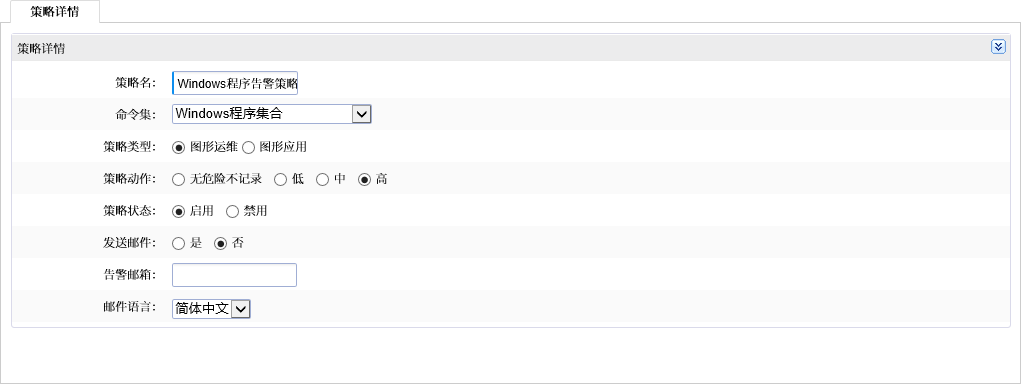 策略详情
策略详情
策略名： Windows程序告警策略
命令集： Windows程序集合
策略类型： 图形运维 图形应用
策略动作： 无危险不记录 低 中 高
策略状态： 启用 禁用
发送邮件： 是 否
告警邮箱：
邮件语言： 简体中文